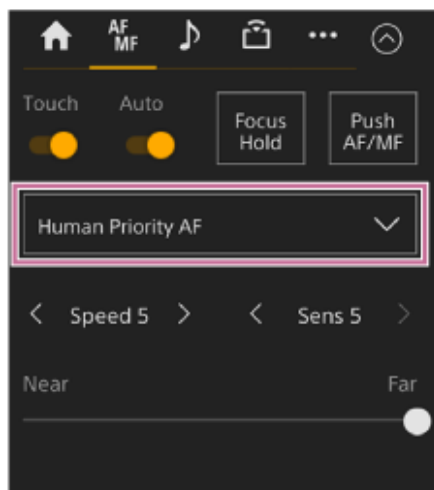 AF
MF
Touch
Auto
Focus
Hold
Push
AF/MF
Human Priority AF
Speed 5
Sens 5
Near
Far